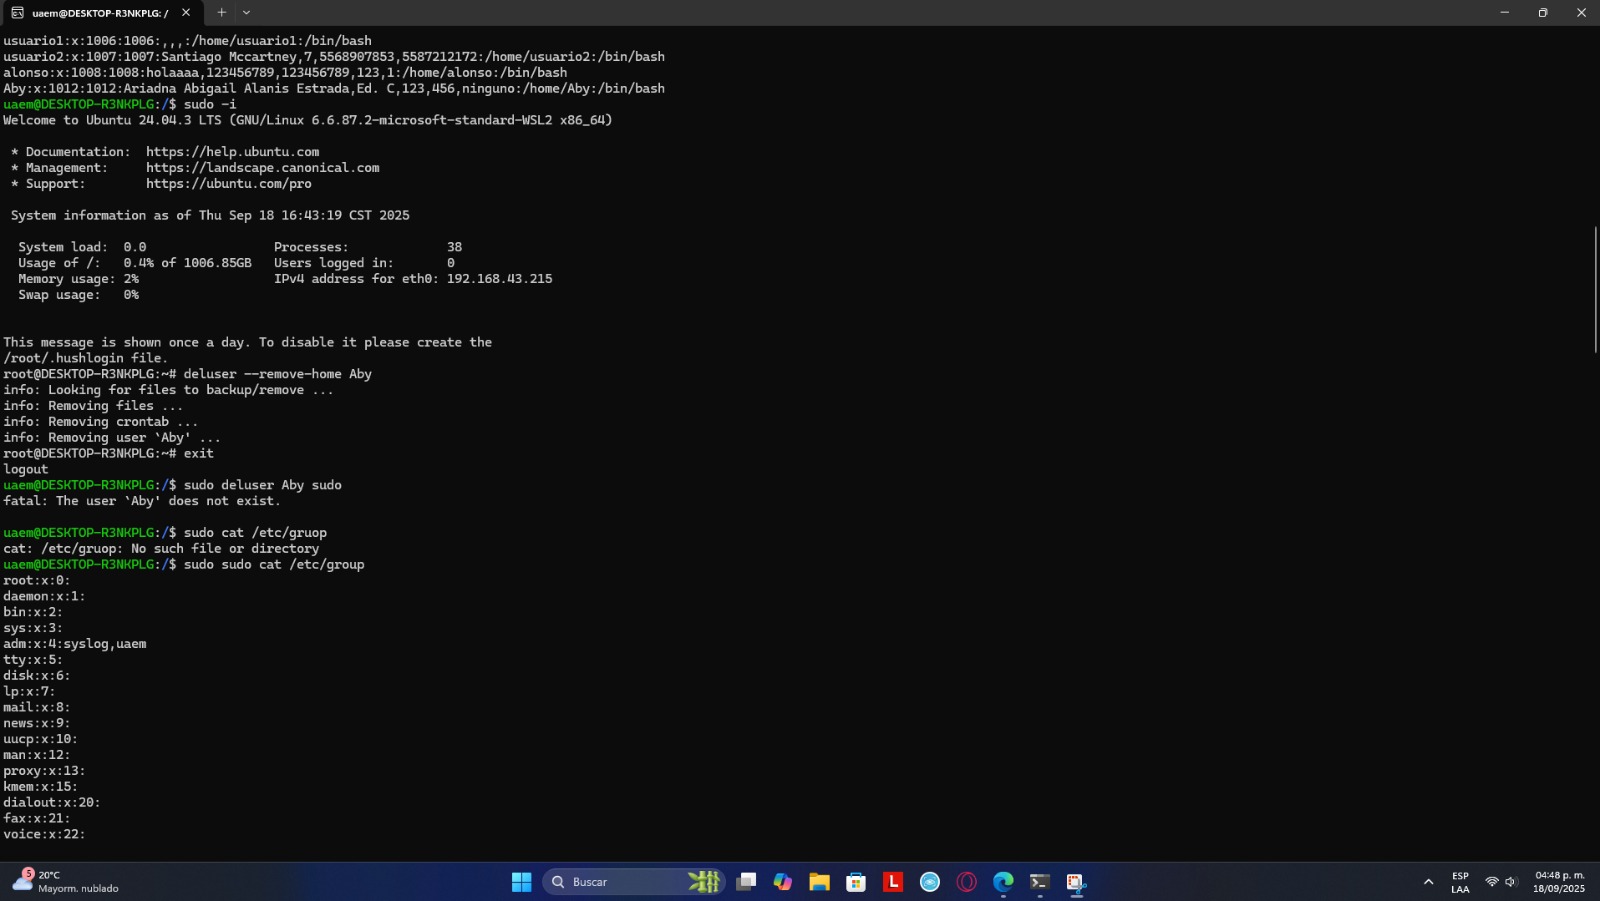 uaem@DESKTOP-R3NKPLG: /
usuario1:x:1006:1006:,,,:/home/usuario1:/bin/bash
usuario2:x:1007:1007:Santiago Mccartney,7,5568907853,5587212172:/home/usuario2:/bin/bash
alonso:x:1008:1008:holaaaa,123456789,123456789,123,1:/home/alonso:/bin/bash
Aby:x:1012:1012:Ariadna Abigail Alanis Estrada,Ed. C,123,456,ninguno:/home/Aby:/bin/bash
uaem@DESKTOP-R3NKPLG:/$ sudo -i
Welcome to Ubuntu 24.04.3 LTS (GNU/Linux 6.6.87.2-microsoft-standard-WSL2 x86_64)
* Documentation:  https://help.ubuntu.com
* Management:     https://landscape.canonical.com
* Support:        https://ubuntu.com/pro
System information as of Thu Sep 18 16:43:19 CST 2025
System load:  0.0                 Processes:             38
Usage of /:   0.4% of 1006.85GB   Users logged in:       0
Memory usage: 2%                  IPv4 address for eth0: 192.168.43.215
Swap usage:   0%
This message is shown once a day. To disable it please create the
/root/.hushlogin file.
root@DESKTOP-R3NKPLG:~# deluser --remove-home Aby
info: Looking for files to backup/remove ...
info: Removing files ...
info: Removing crontab ...
info: Removing user `Aby' ...
root@DESKTOP-R3NKPLG:~# exit
logout
uaem@DESKTOP-R3NKPLG:/$ sudo deluser Aby sudo
fatal: The user `Aby' does not exist.
uaem@DESKTOP-R3NKPLG:/$ sudo cat /etc/gruop
cat: /etc/gruop: No such file or directory
uaem@DESKTOP-R3NKPLG:/$ sudo sudo cat /etc/group
root:x:0:
daemon:x:1:
bin:x:2:
sys:x:3:
adm:x:4:syslog,uaem
tty:x:5:
disk:x:6:
lp:x:7:
mail:x:8:
news:x:9:
uucp:x:10:
man:x:12:
proxy:x:13:
kmem:x:15:
dialout:x:20:
fax:x:21:
voice:x:22:
5
20°C
Mayorm. nublado
Buscar
L
ESP
LAA
04:48 p. m.
18/09/2025